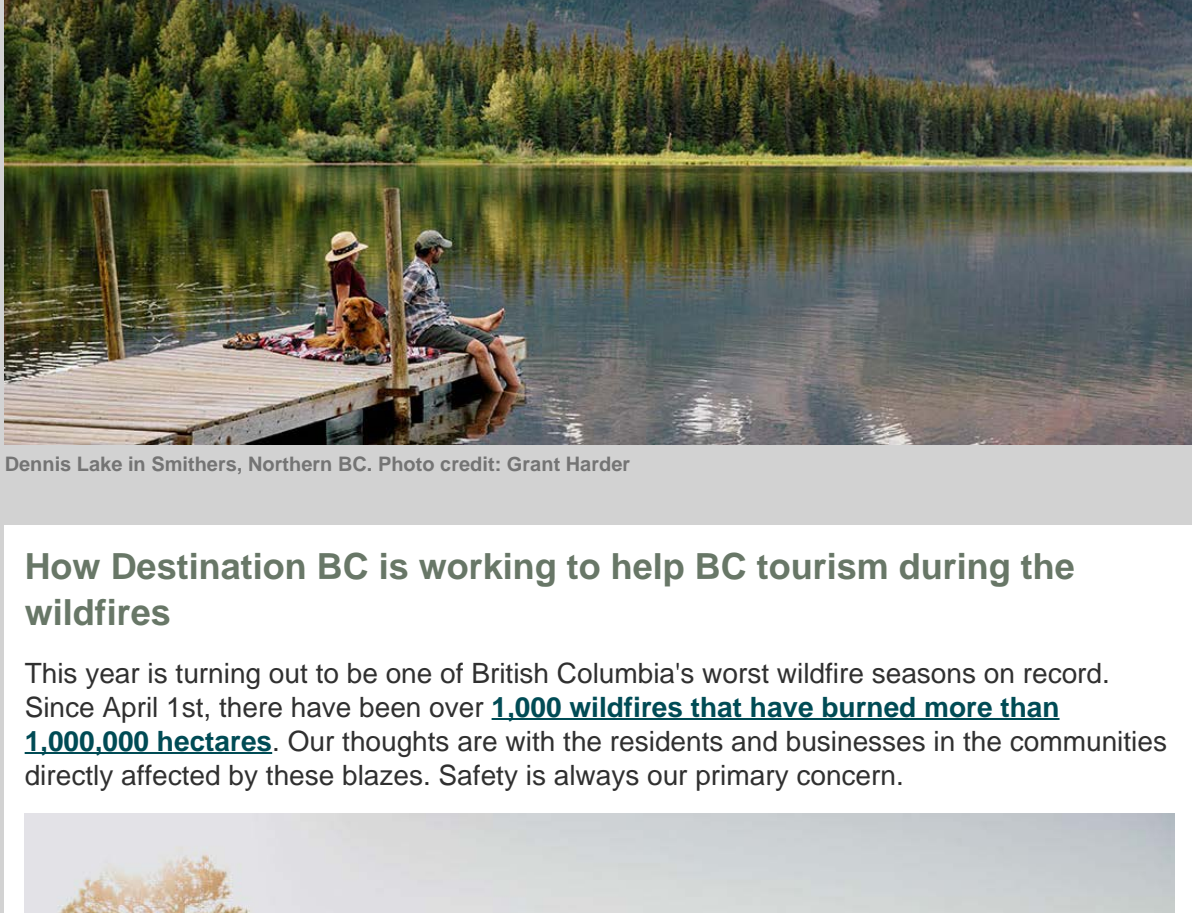 Dennis Lake in Smithers, Northern BC. Photo credit: Grant Harder
How Destination BC is working to help BC tourism during the
wildfires
This year is turning out to be one of British Columbia's worst wildfire seasons on record.
Since April 1st, there have been over 1,000 wildfires that have burned more than
1,000,000 hectares. Our thoughts are with the residents and businesses in the communities
directly affected by these blazes. Safety is always our primary concern.